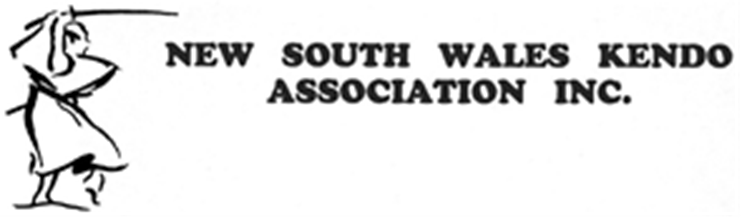 NEW SOUTH WALES KENDO
ASSOCIATION INC.